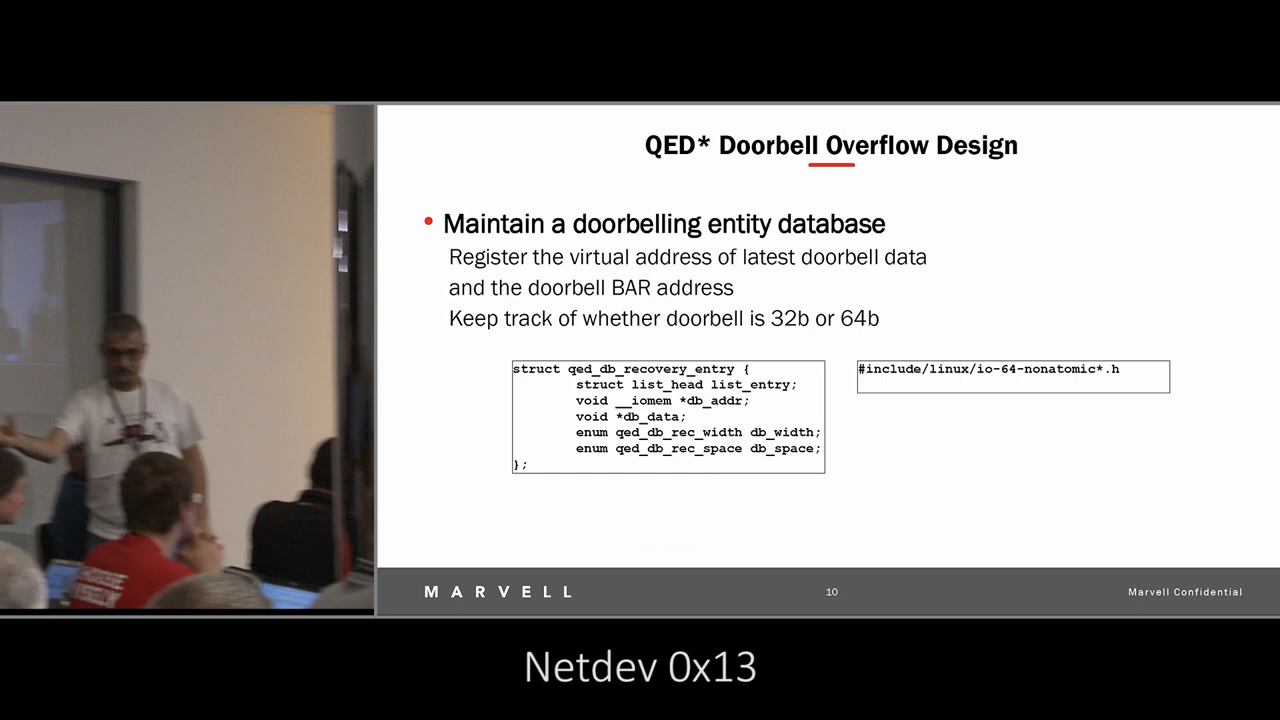 QED* Doorbell Overflow Design
• Maintain a doorbelling entity database
Register the virtual address of latest doorbell data
and the doorbell BAR address
Keep track of whether doorbell is 32b or 64b
struct qed_db_recovery_entry {
        struct list_head list_entry;
        void __iomem *db_addr;
        void *db_data;
        enum qed_db_rec_width db_width;
        enum qed_db_rec_space db_space;
};
#include/linux/io-64-nonatomic*.h
MARVELL
10
Marvell Confidential
Netdev 0x13